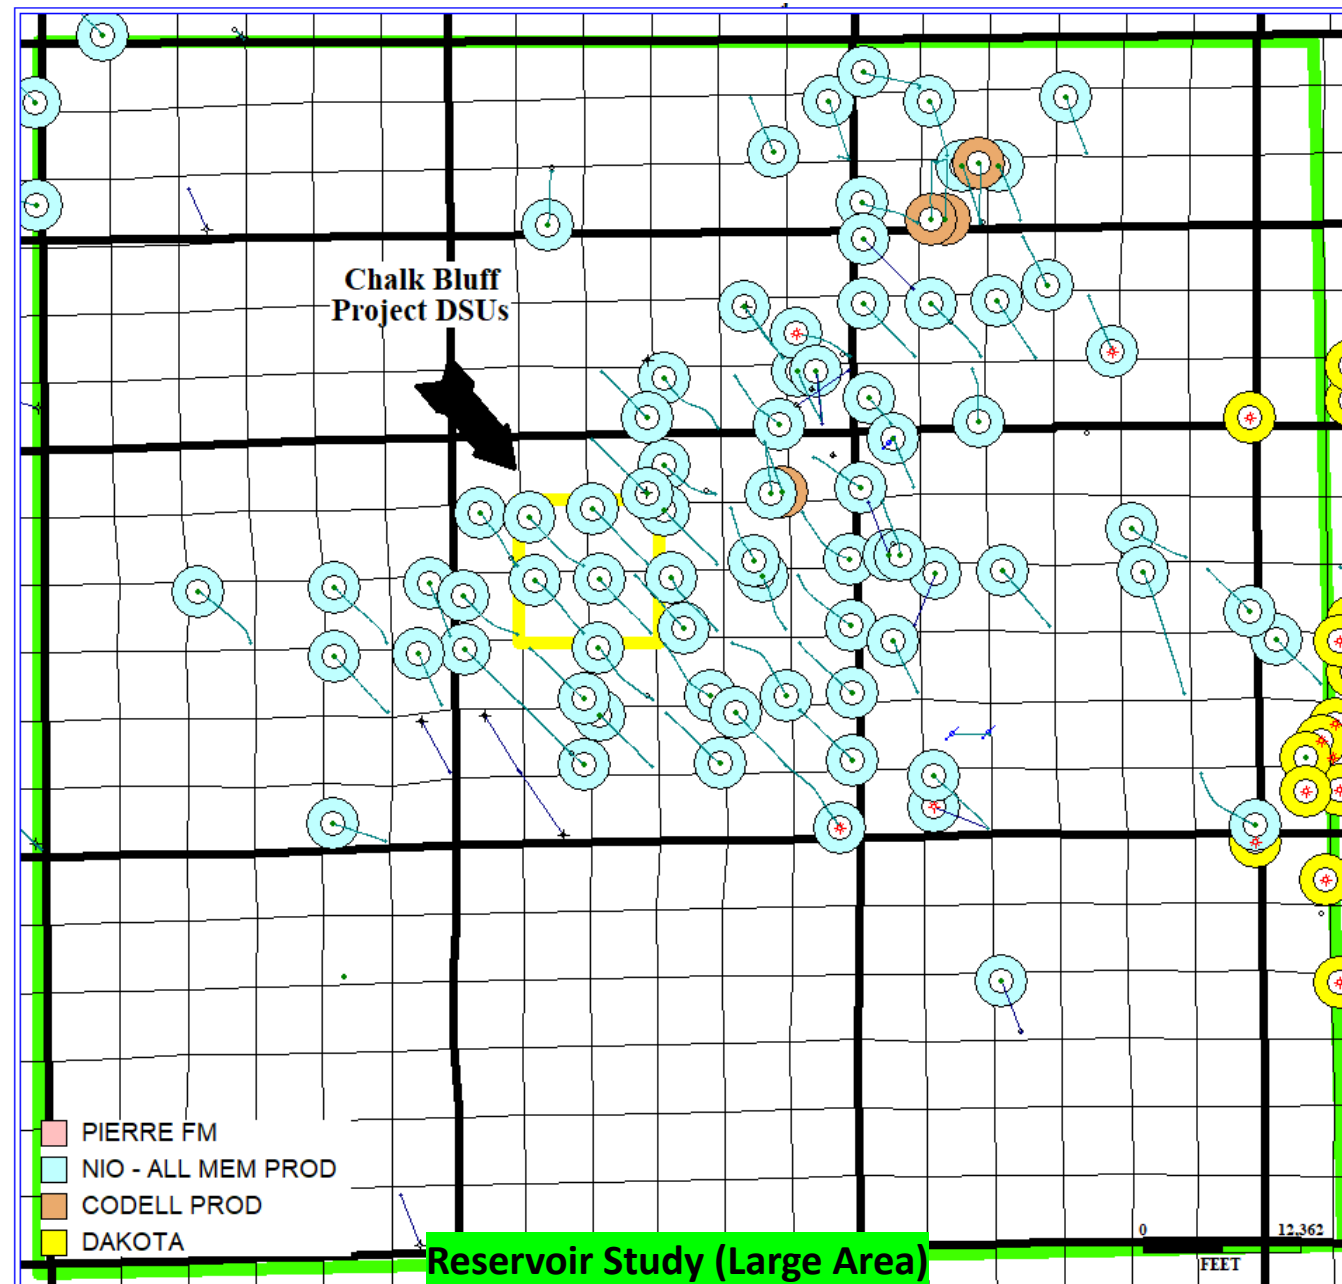 Chalk Bluff
Project DSUs
PIERRE FM
NIO - ALL MEM PROD
CODELL PROD
DAKOTA
0 12,362
FEET
Reservoir Study (Large Area)